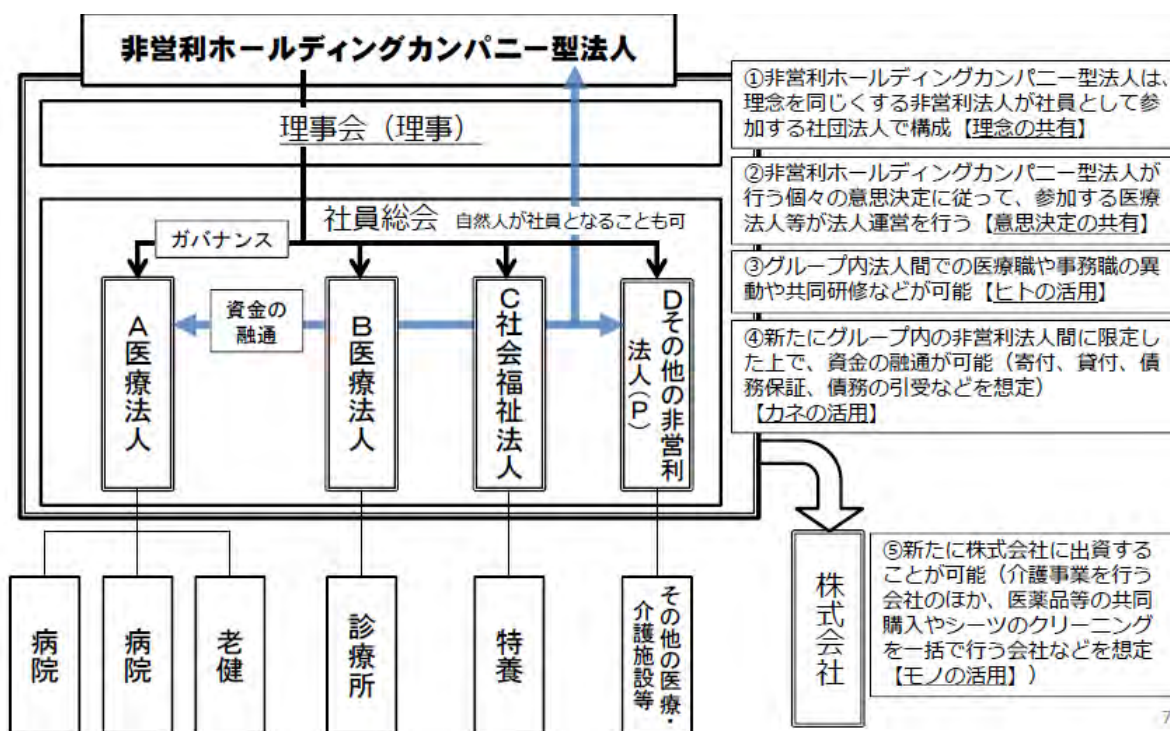 非営利ホールディングカンパニー型法人
理事会（理事）
社員総会 自然人が社員となることも可
ガバナンス
資金の
融通
A医療法人
B医療法人
C社会福祉法人
Dその他の非営利
法人（P）
病院
病院
老健
診療所
特養
その他の医療・
介護施設等
株式会社
①非営利ホールディングカンパニー型法人は、
理念を同じくする非営利法人が社員として参
加する社団法人で構成【理念の共有】
②非営利ホールディングカンパニー型法人が
行う個々の意思決定に従って、参加する医療
法人等が法人運営を行う【意思決定の共有】
③グループ内法人間での医療職や事務職の異
動や共同研修などが可能【ヒトの活用】
④新たにグループ内の非営利法人間に限定し
た上で、資金の融通が可能（寄付、貸付、債
務保証、債務の引受などを想定）
【カネの活用】
⑤新たに株式会社に出資する
ことが可能（介護事業を行う
会社のほか、医薬品等の共同
購入やシーツのクリーニング
を一括で行う会社などを想定
【モノの活用】）
7